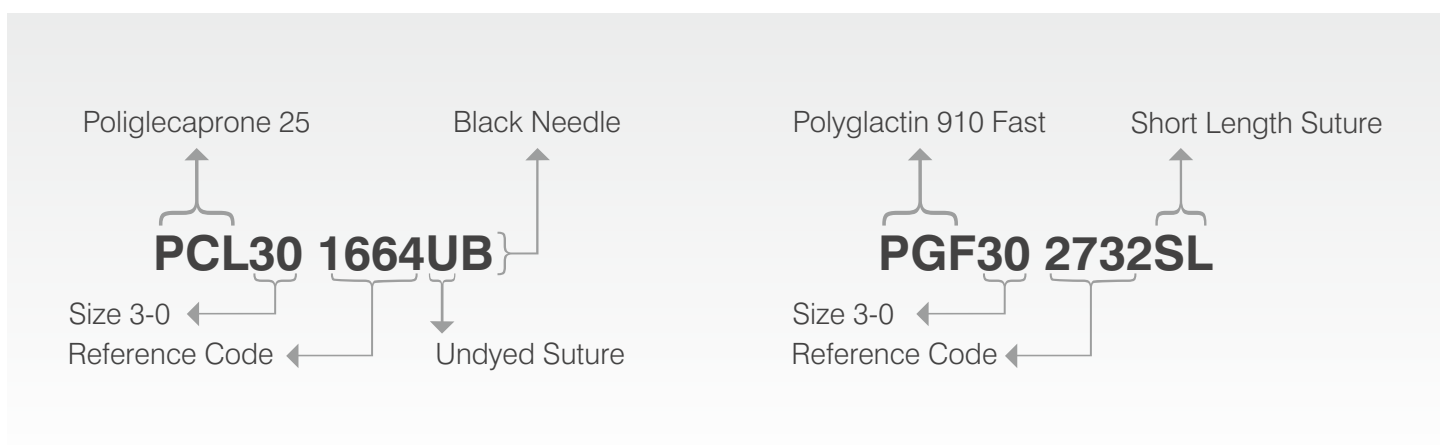 Poliglecaprone 25
Black Needle
PCL30 1664UB
Size 3-0
Reference Code
Undyed Suture
Polyglactin 910 Fast
Short Length Suture
PGF30 2732SL
Size 3-0
Reference Code